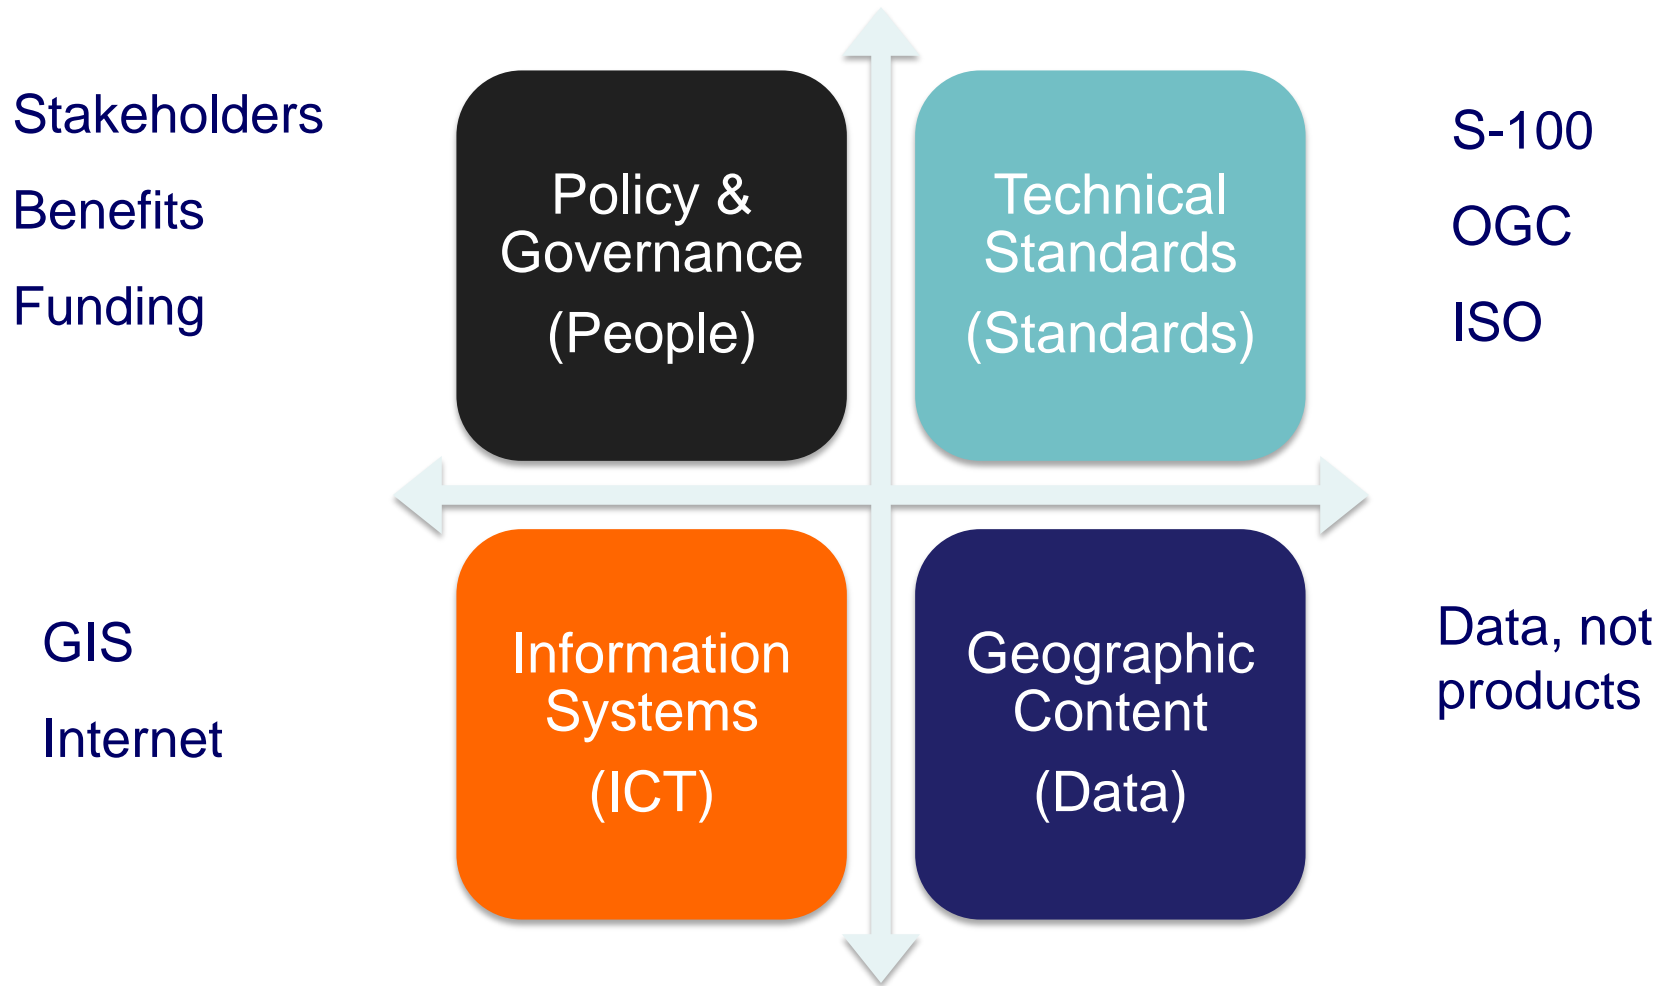 Stakeholders
Benefits
Funding
Policy &
Governance
(People)
Technical
Standards
(Standards)
S-100
OGC
ISO
GIS
Internet
Information
Systems
(ICT)
Geographic
Content
(Data)
Data, not
products